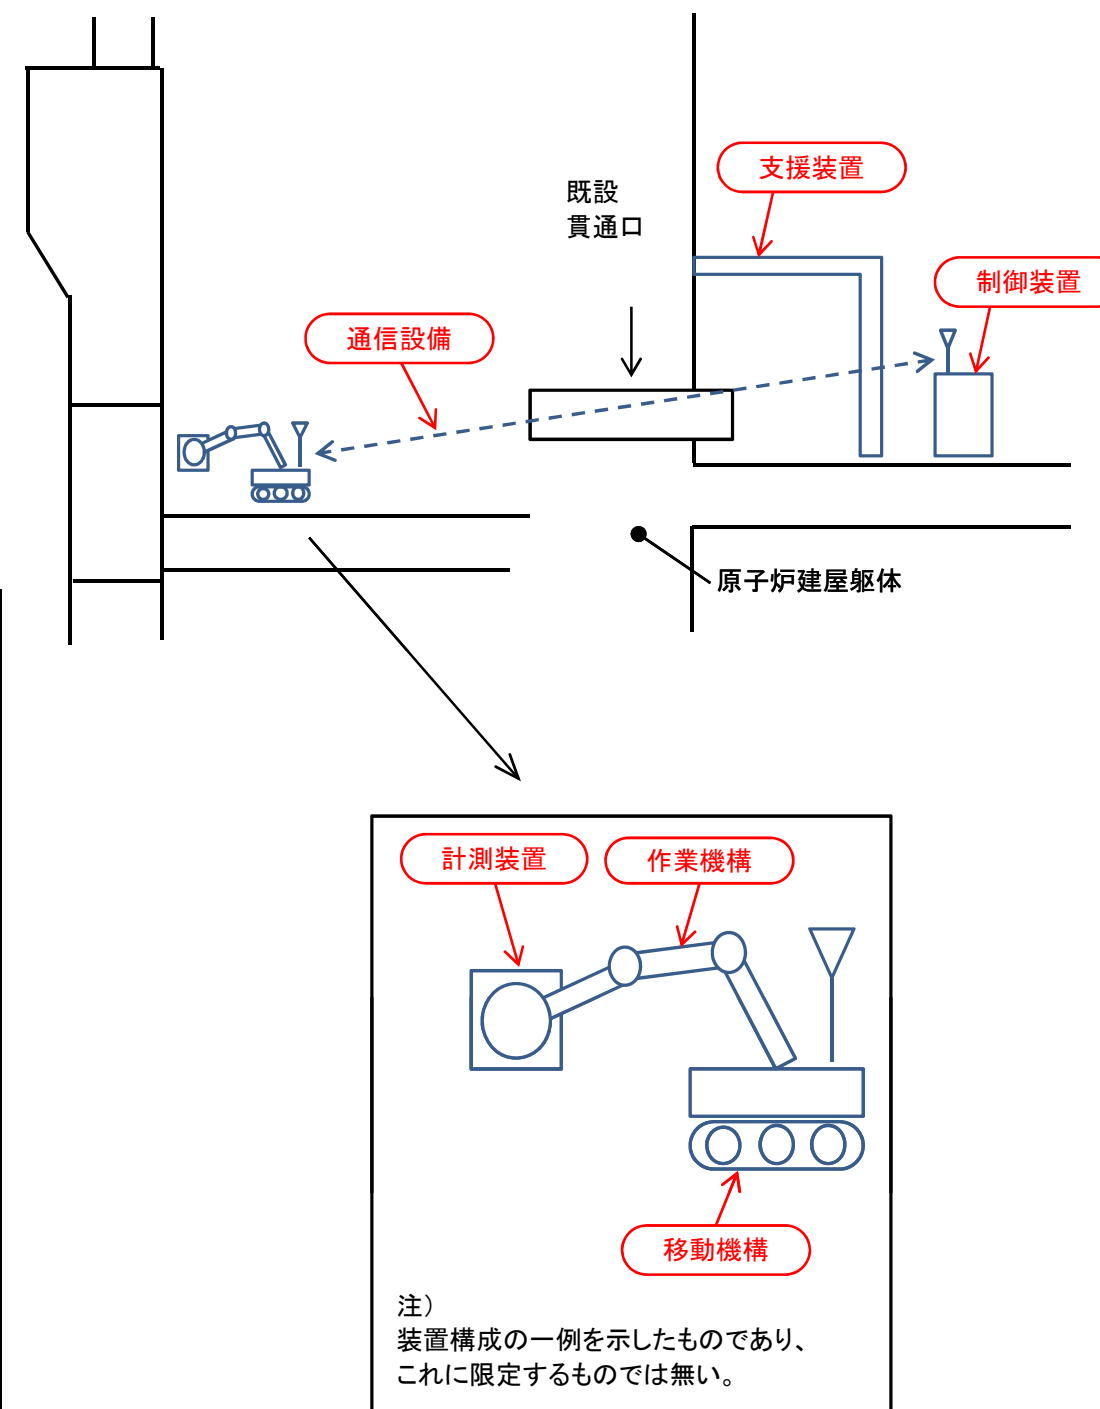 支援装置
既設
貫通口
制御装置
通信設備
原子炉建屋躯体
計測装置
作業機構
移動機構
注）
装置構成の一例を示したものであり、
これに限定するものでは無い。